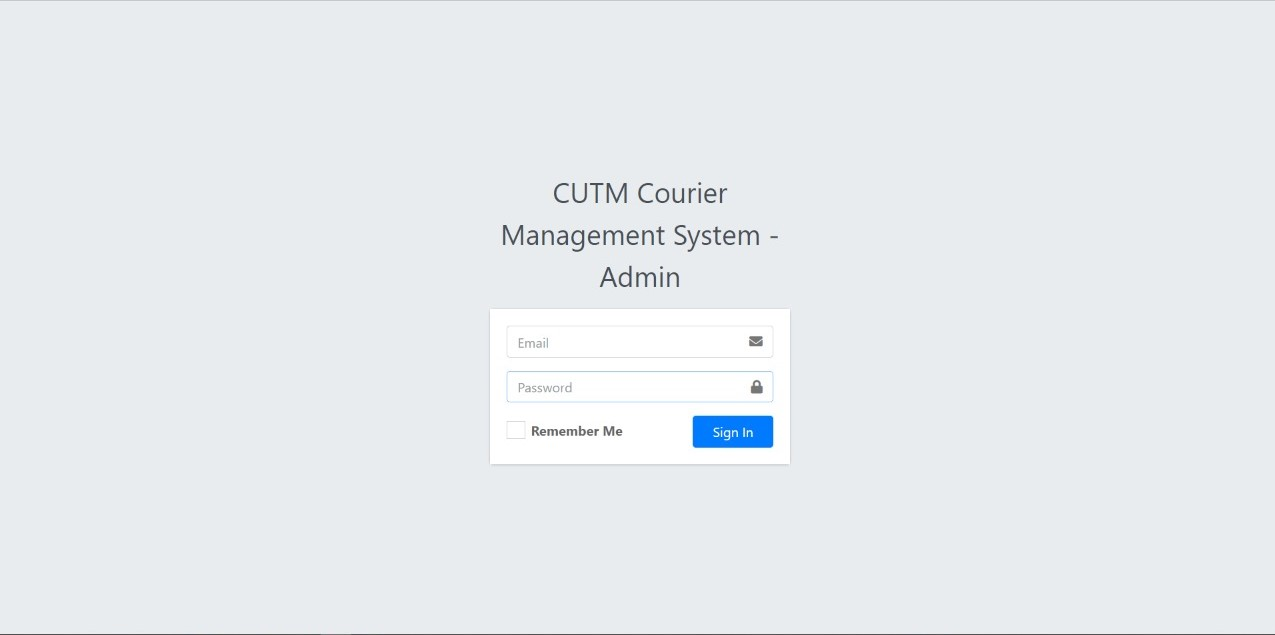 CUTM Courier
Management System -
Admin
Email
Password
Remember Me
Sign In